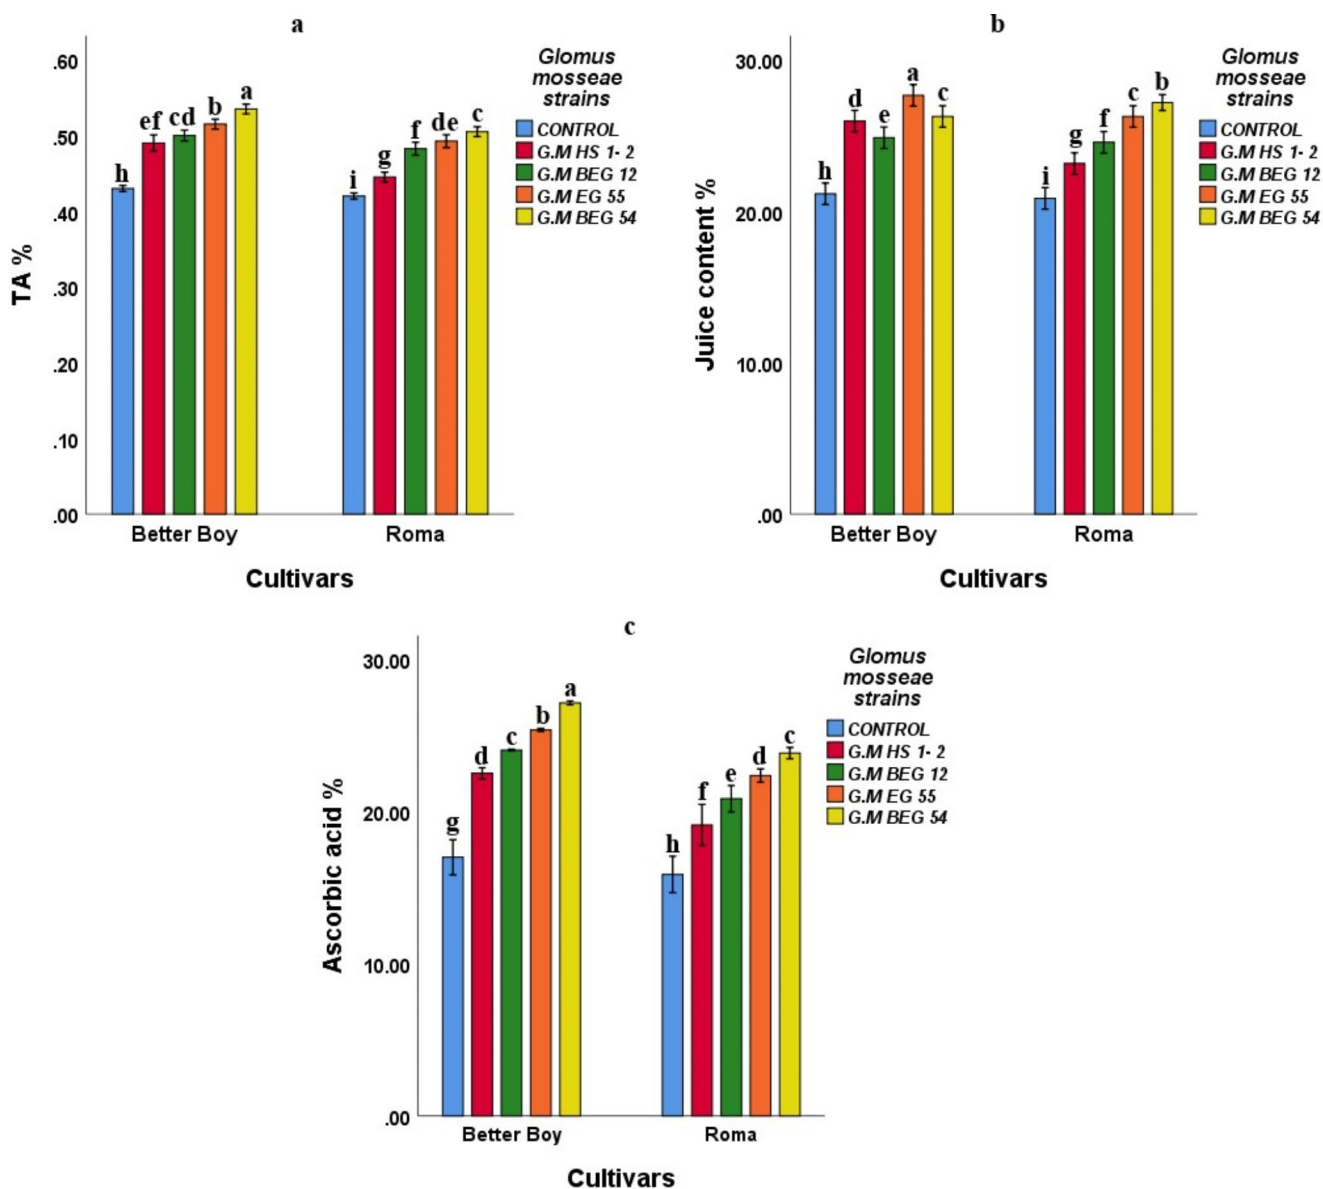 a
Glomus
mosseae
strains
CONTROL
G.M HS 1- 2
G.M BEG 12
G.M EG 55
G.M BEG 54
TA %
.60
.50
.40
.30
.20
.10
.00
h
ef
cd
b
a
i
g
f
de
c
Better Boy
Roma
Cultivars
b
Glomus
mosseae
strains
CONTROL
G.M HS 1- 2
G.M BEG 12
G.M EG 55
G.M BEG 54
Juice content %
30.00
20.00
10.00
.00
h
d
e
a
c
i
g
f
c
b
Better Boy
Roma
Cultivars
c
Glomus
mosseae
strains
CONTROL
G.M HS 1- 2
G.M BEG 12
G.M EG 55
G.M BEG 54
Ascorbic acid %
30.00
20.00
10.00
.00
g
d
c
b
a
h
f
e
d
c
Better Boy
Roma
Cultivars